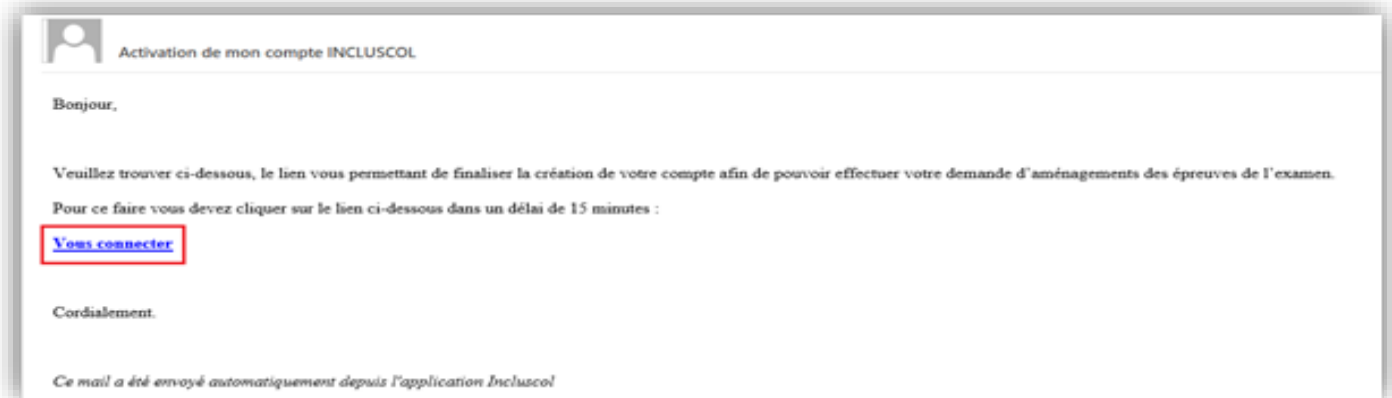 Activation de mon compte INCLUSCOL
Bonjour,
Veuillez trouver ci-dessous, le lien vous permettant de finaliser la création de votre compte afin de pouvoir effectuer votre demande d'aménagements des épreuves de l'examen.
Pour ce faire vous devez cliquer sur le lien ci-dessous dans un délai de 15 minutes :
Vous connecter
Cordialement.
Ce mail a été envoyé automatiquement depuis l'application Incluscol